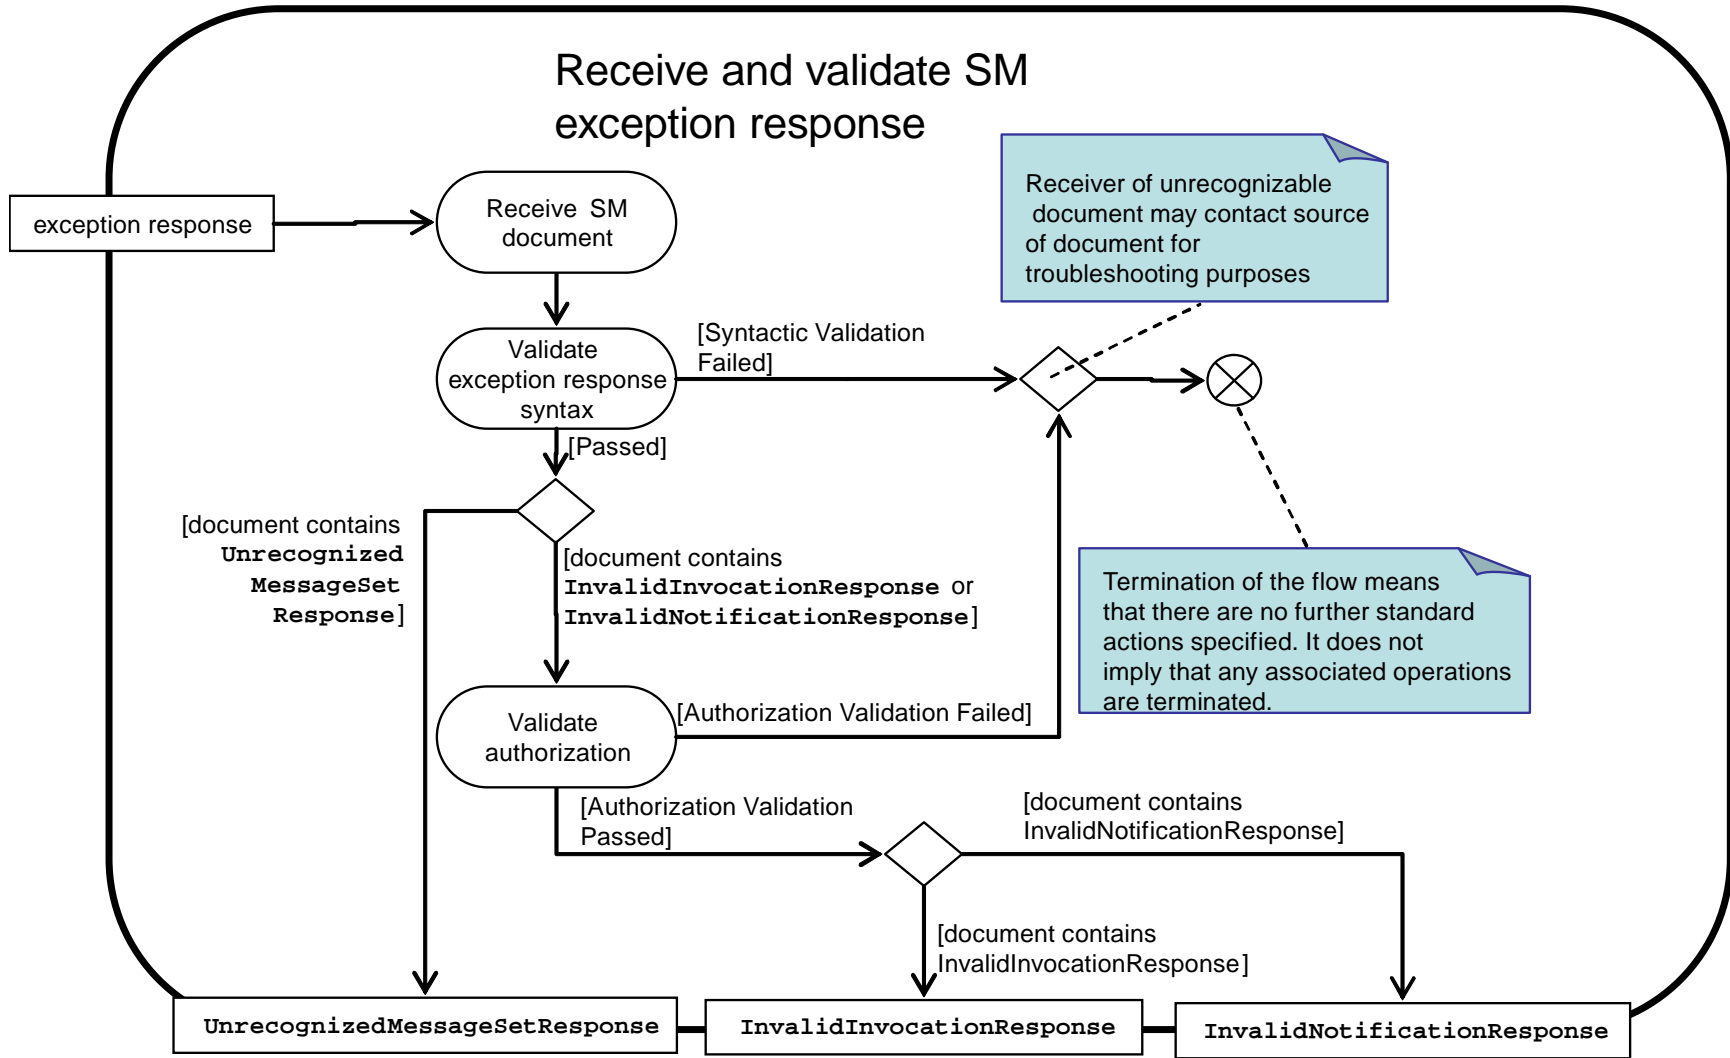 Receive and validate SM
exception response
Receiver of unrecognizable
document may contact source
of document for
troubleshooting purposes
exception response
Receive SM
document
[Syntactic Validation
Failed]
Validate
exception response
syntax
[Passed]
[document contains
Unrecognized
MessageSet
Response]
[document contains
InvalidInvocationResponse or
InvalidNotificationResponse]
Termination of the flow means
that there are no further standard
actions specified. It does not
imply that any associated operations
are terminated.
Validate
authorization
[Authorization Validation Failed]
[Authorization Validation
Passed]
[document contains
InvalidNotificationResponse]
[document contains
InvalidInvocationResponse]
UnrecognizedMessageSetResponse
InvalidInvocationResponse
InvalidNotificationResponse